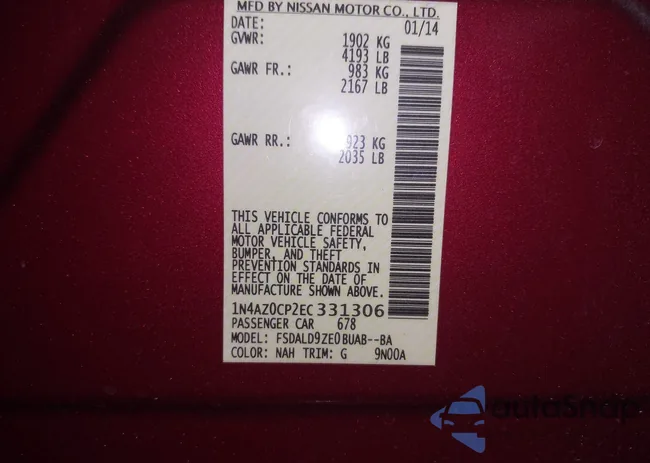 MFD BY NISSAN MOTOR CO., LTD.
DATE: 01/14
GVWR: 1902 KG
4193 LB
GAWR FR.: 983 KG
2167 LB
GAWR RR.: 923 KG
2035 LB
THIS VEHICLE CONFORMS TO
ALL APPLICABLE FEDERAL
MOTOR VEHICLE SAFETY,
BUMPER, AND THEFT
PREVENTION STANDARDS IN
EFFECT ON THE DATE OF
MANUFACTURE SHOWN ABOVE.
1N4AZ0CP2EC331306
PASSENGER CAR 678
MODEL: FSDALD9ZE0BUAB--BA
COLOR: NAH TRIM: G 9N00A
autoSnap